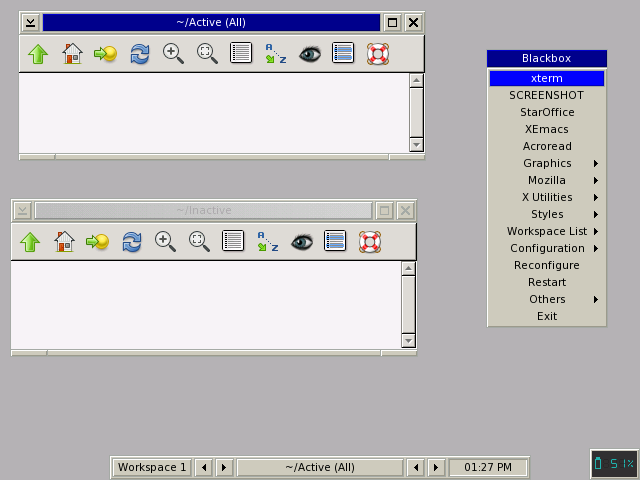 ~/Active (All)
A
Z
~/Inactive
A
Z
Blackbox
xterm
SCREENSHOT
StarOffice
XEmacs
Acroread
Graphics
Mozilla
X Utilities
Styles
Workspace List
Configuration
Reconfigure
Restart
Others
Exit
Workspace 1
~/Active (All)
01:27 PM
51%